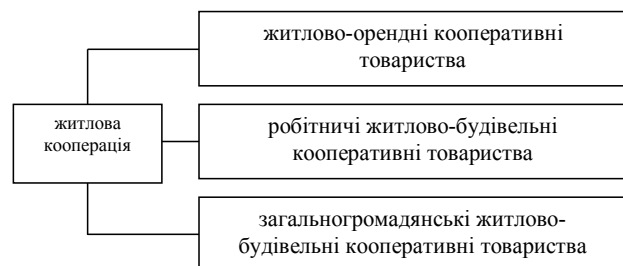 житлово-орендні кооперативні
товариства
житлова
кооперація
робітничі житлово-будівельні
кооперативні товариства
загальногромадянські житлово-
будівельні кооперативні товариства